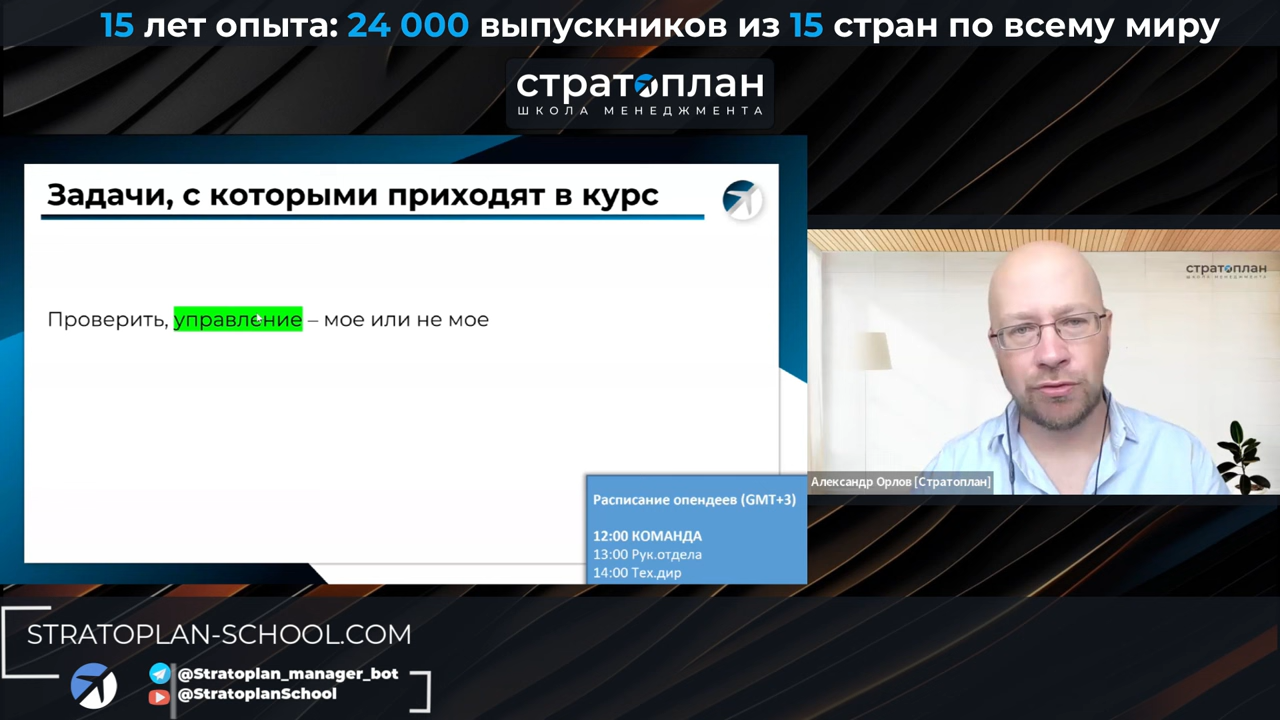 15 лет опыта: 24 000 выпускников из 15 стран по всему миру
стратоплан
ШКОЛА МЕНЕДЖМЕНТА
Задачи, с которыми приходят в курс
Проверить, управление – мое или не мое
стратоплан
ШКОЛА МЕНЕДЖМЕНТА
Александр Орлов [Стратоплан]
Расписание опендеев (GMT+3)
12:00 КОМАНДА
13:00 Рук.отдела
14:00 Тех.дир
STRATOPLAN-SCHOOL.COM
@Stratoplan_manager_bot
@StratoplanSchool